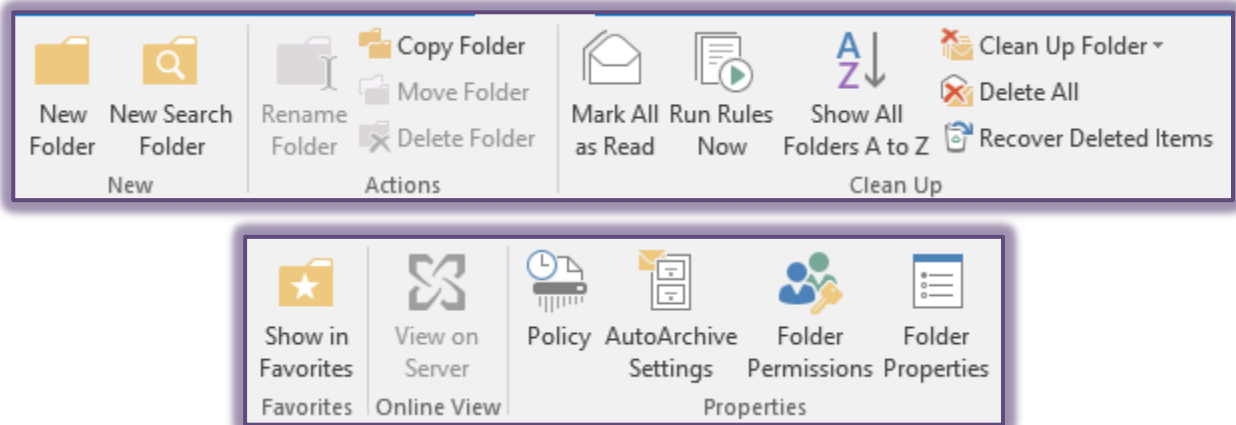 New Folder
New Search Folder
New
Rename Folder
Copy Folder
Move Folder
Delete Folder
Actions
Mark All as Read
Run Rules Now
Show All Folders A to Z
Clean Up Folder
Delete All
Recover Deleted Items
Clean Up
Show in Favorites
Favorites
View on Server
Online View
Policy
AutoArchive Settings
Folder Permissions
Folder Properties
Properties